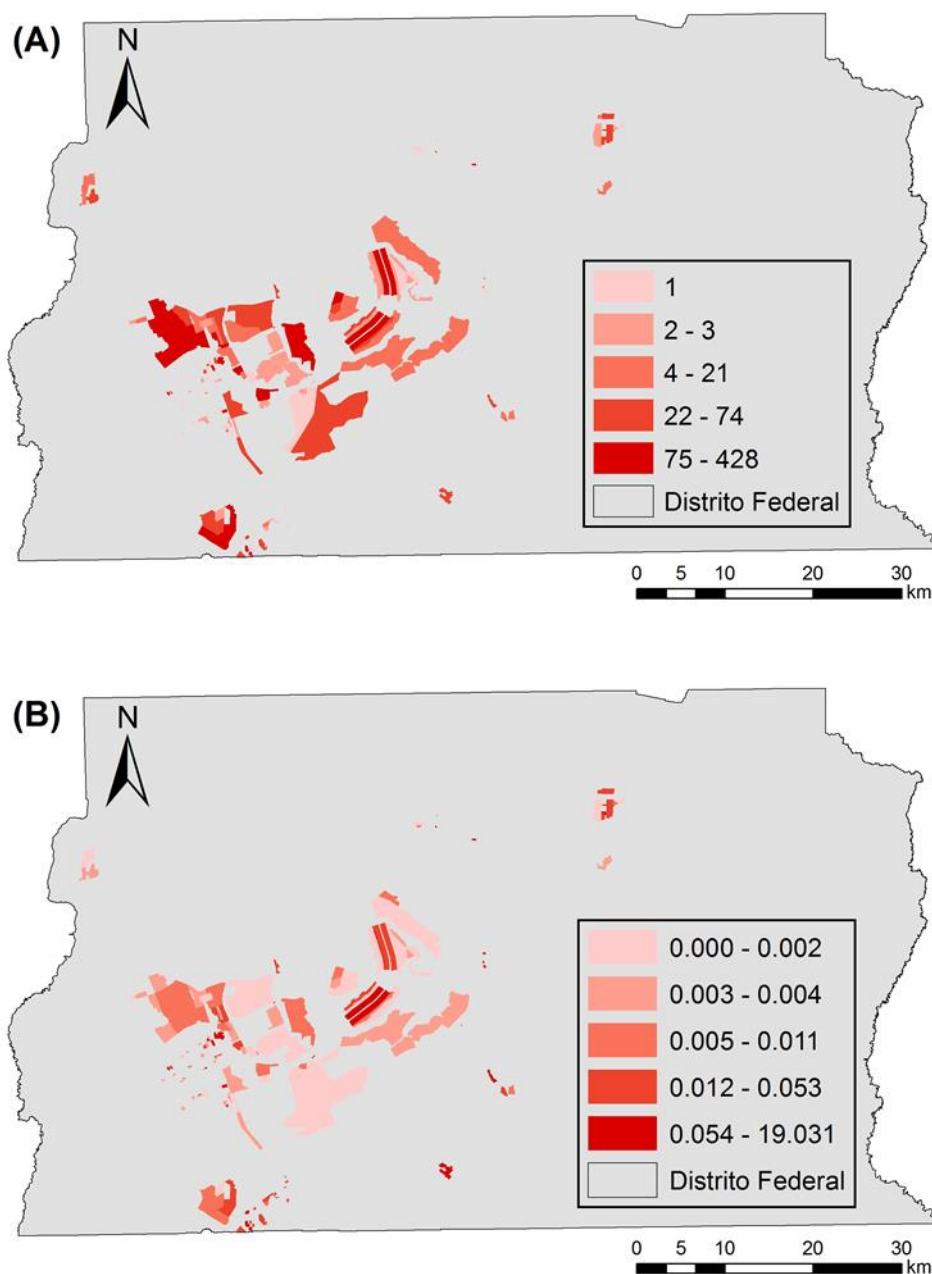 (A)
N
1
2 - 3
4 - 21
22 - 74
75 - 428
Distrito Federal
0 5 10 20 30
km
(B)
N
0.000 - 0.002
0.003 - 0.004
0.005 - 0.011
0.012 - 0.053
0.054 - 19.031
Distrito Federal
0 5 10 20 30
km